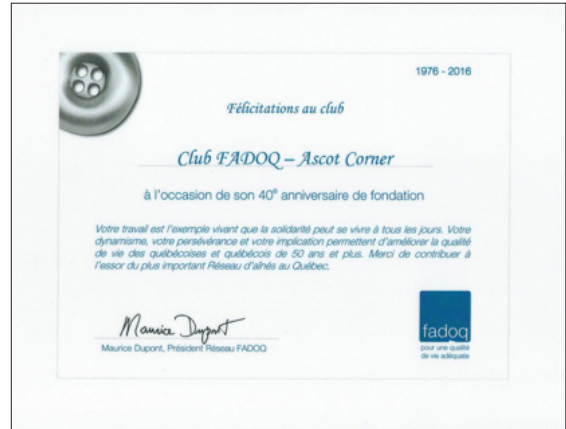 1976 - 2016
Félicitations au club
Club FADOQ – Ascot Corner
à l'occasion de son 40e anniversaire de fondation
Votre travail est l'exemple vivant que la solidarité peut se vivre à tous les jours. Votre
dynamisme, votre persévérance et votre implication permettent d'améliorer la qualité
de vie des québécoises et québécois de 50 ans et plus. Merci de contribuer à
l'essor du plus important Réseau d'aînés au Québec.
Maurice Dupont
Maurice Dupont, Président Réseau FADOQ
fadoq
pour une qualité
de vie adéquate